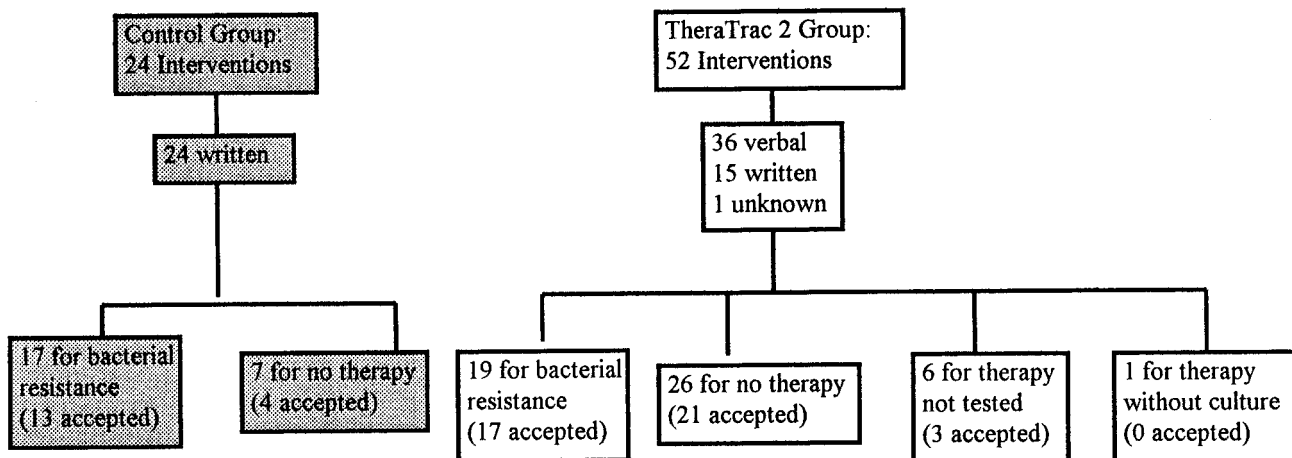 Control Group:
24 Interventions
TheraTrac 2 Group:
52 Interventions
24 written
36 verbal
15 written
1 unknown
17 for bacterial
resistance
(13 accepted)
7 for no therapy
(4 accepted)
19 for bacterial
resistance
(17 accepted)
26 for no therapy
(21 accepted)
6 for therapy
not tested
(3 accepted)
1 for therapy
without culture
(0 accepted)